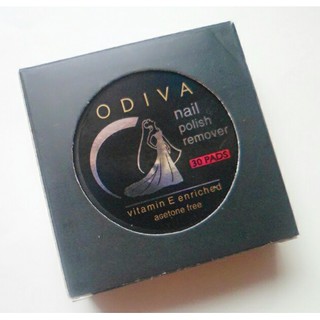 ODIVA
nail
polish
remover
30 PADS
vitamin E enriched
acetone free